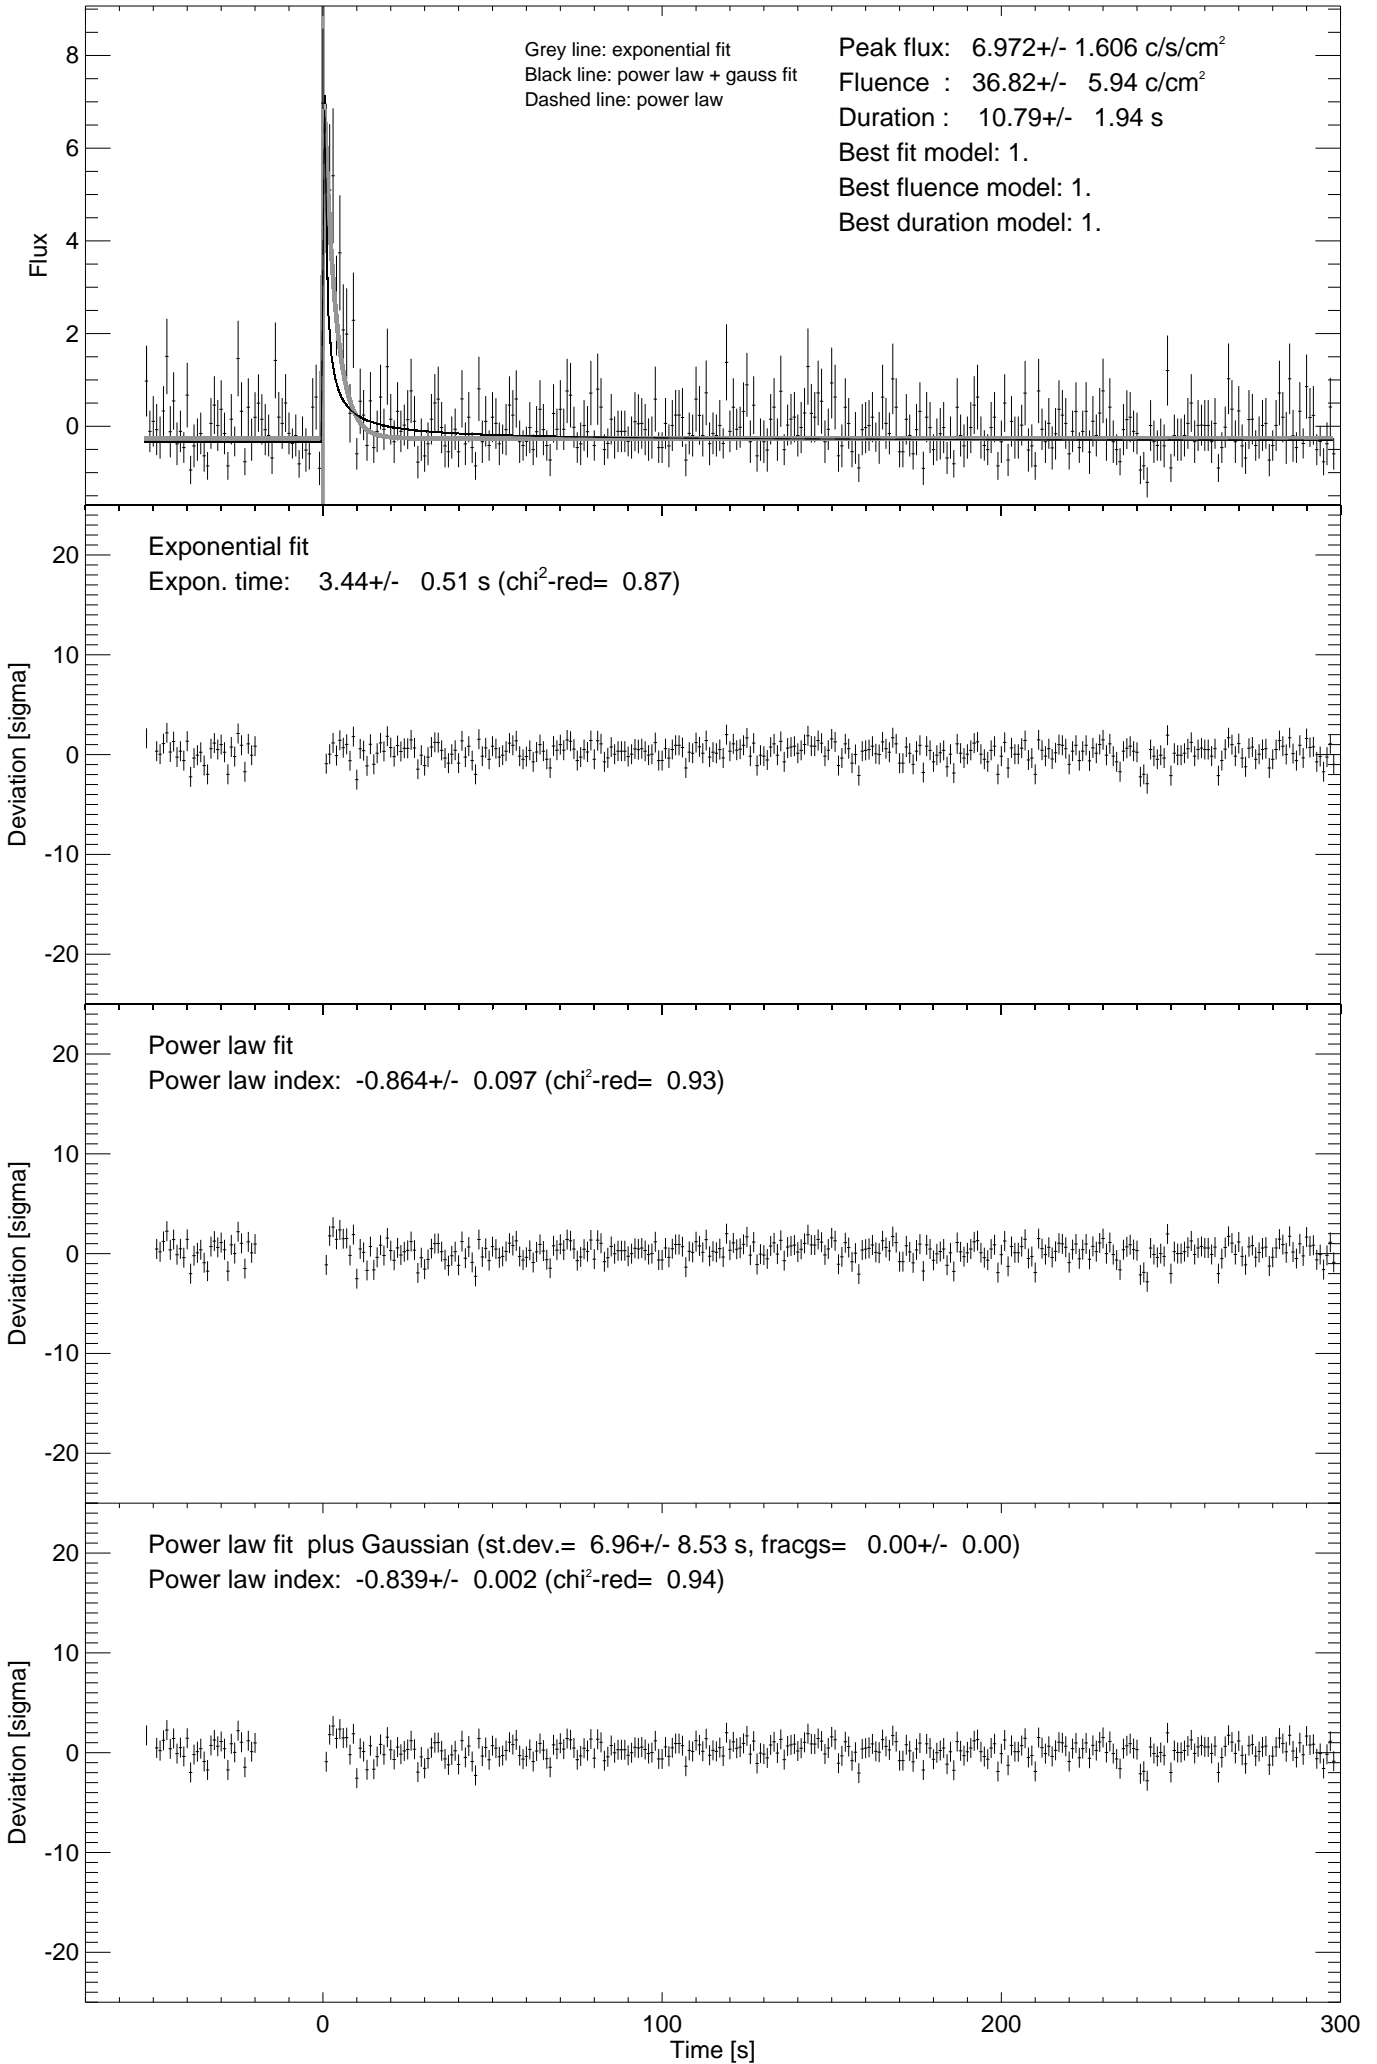 Grey line: exponential fit
Black line: power law + gauss fit
Dashed line: power law
Peak flux: 6.972+/- 1.606 c/s/cm²
Fluence : 36.82+/- 5.94 c/cm²
Duration : 10.79+/- 1.94 s
Best fit model: 1.
Best fluence model: 1.
Best duration model: 1.
8
6
4
2
0
Flux
Exponential fit
Expon. time: 3.44+/- 0.51 s (chi²-red= 0.87)
20
10
0
-10
-20
Deviation [sigma]
Power law fit
Power law index: -0.864+/- 0.097 (chi²-red= 0.93)
20
10
0
-10
-20
Deviation [sigma]
Power law fit plus Gaussian (st.dev.= 6.96+/- 8.53 s, fracgs= 0.00+/- 0.00)
Power law index: -0.839+/- 0.002 (chi²-red= 0.94)
20
10
0
-10
-20
Deviation [sigma]
0 100 200 300
Time [s]